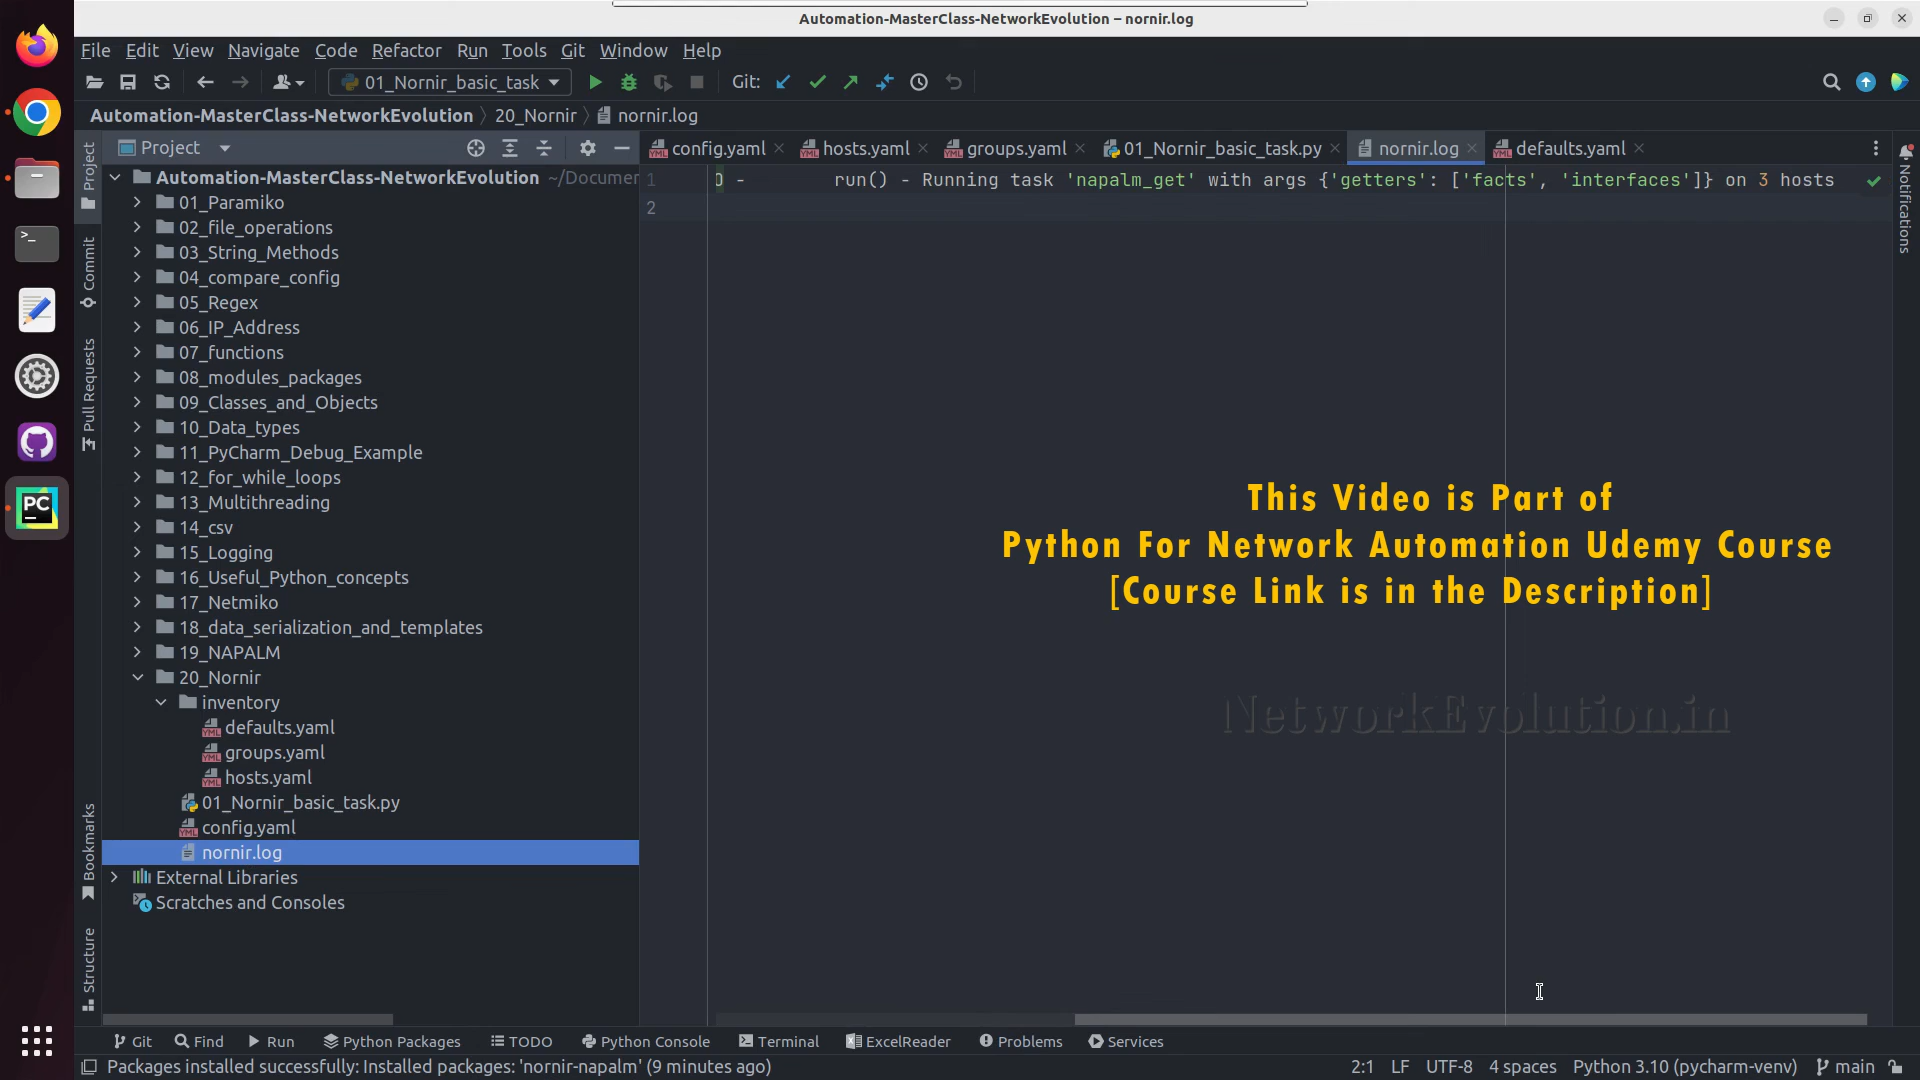 Automation-MasterClass-NetworkEvolution – nornir.log
File Edit View Navigate Code Refactor Run Tools Git Window Help
01_Nornir_basic_task Git:
Automation-MasterClass-NetworkEvolution 20_Nornir nornir.log
Project
config.yaml hosts.yaml groups.yaml 01_Nornir_basic_task.py nornir.log defaults.yaml
Project
Commit
Pull Requests
Bookmarks
Structure
Notifications
Automation-MasterClass-NetworkEvolution ~/Documer
01_Paramiko
02_file_operations
03_String_Methods
04_compare_config
05_Regex
06_IP_Address
07_functions
08_modules_packages
09_Classes_and_Objects
10_Data_types
11_PyCharm_Debug_Example
12_for_while_loops
13_Multithreading
14_csv
15_Logging
16_Useful_Python_concepts
17_Netmiko
18_data_serialization_and_templates
19_NAPALM
20_Nornir
inventory
defaults.yaml
groups.yaml
hosts.yaml
01_Nornir_basic_task.py
config.yaml
nornir.log
External Libraries
Scratches and Consoles
1 - run() - Running task 'napalm_get' with args {'getters': ['facts', 'interfaces']} on 3 hosts
2
This Video is Part of
Python For Network Automation Udemy Course
[Course Link is in the Description]
NetworkEvolution.in
Git Find Run Python Packages TODO Python Console Terminal ExcelReader Problems Services
Packages installed successfully: Installed packages: 'nornir-napalm' (9 minutes ago) 2:1 LF UTF-8 4 spaces Python 3.10 (pycharm-venv) main